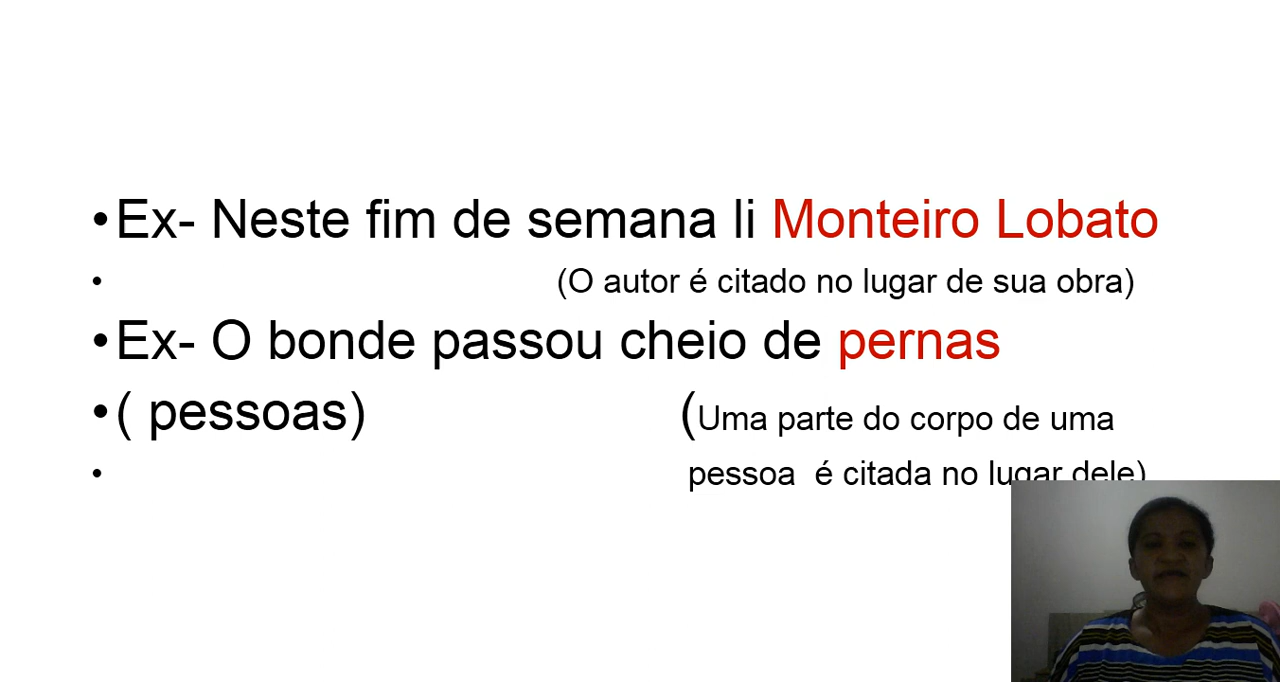 •Ex- Neste fim de semana li Monteiro Lobato
• (O autor é citado no lugar de sua obra)
•Ex- O bonde passou cheio de pernas
•( pessoas) (Uma parte do corpo de uma
• pessoa é citada no lugar dele)